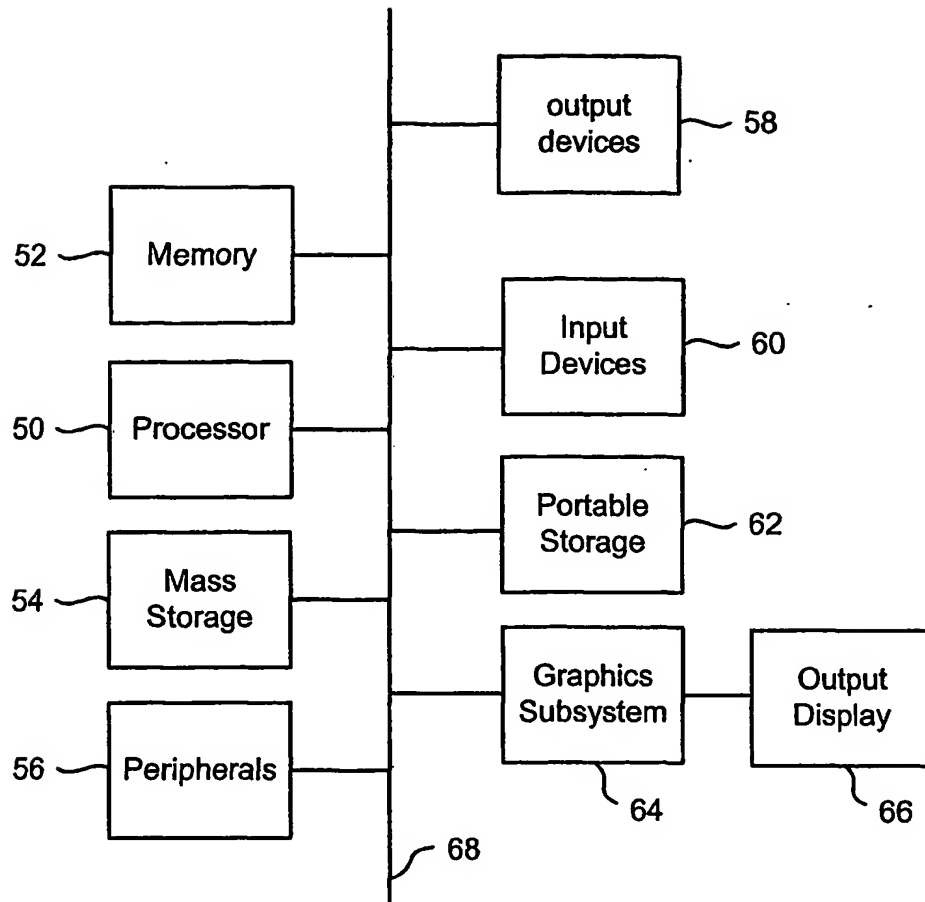 output
devices
58
52
Memory
Input
Devices
60
50
Processor
Portable
Storage
62
54
Mass
Storage
Graphics
Subsystem
Output
Display
56
Peripherals
64
66
68